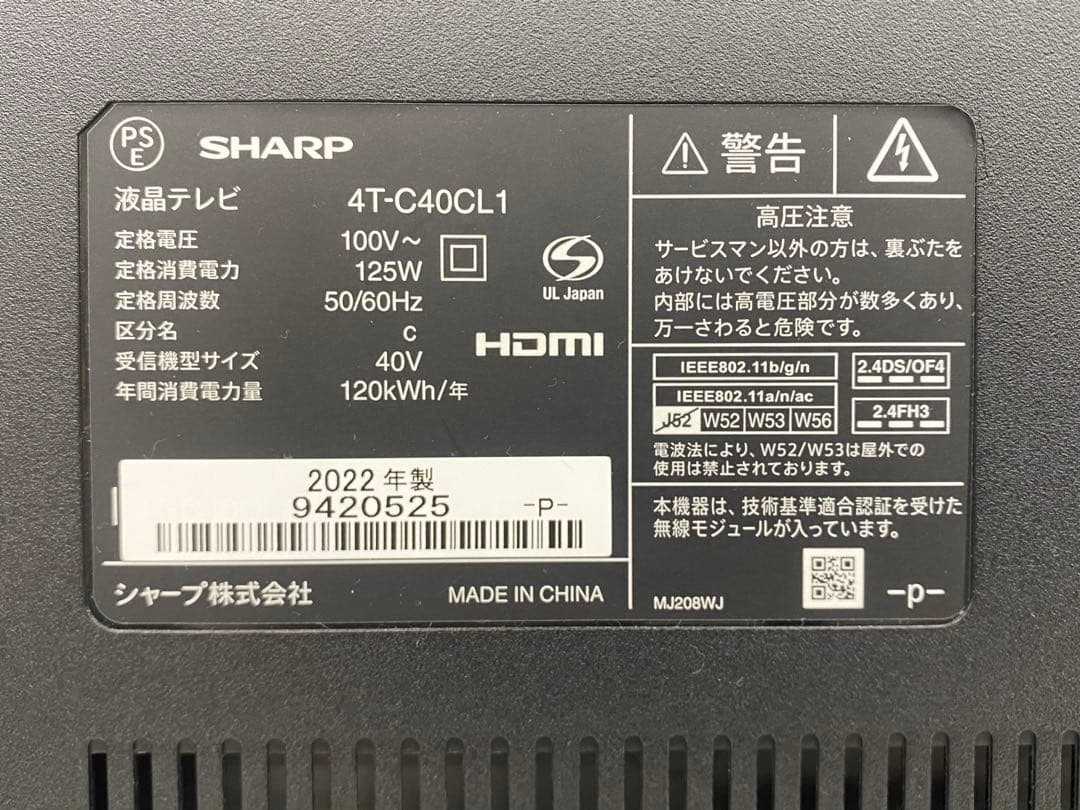 PS
E
SHARP
液晶テレビ 4T-C40CL1
定格電圧 100V～
定格消費電力 125W
定格周波数 50/60Hz
区分名 C
受信機型サイズ 40V
年間消費電力量 120kWh/年
UL Japan
HDMI
2022 年製
9420525 -P-
シャープ株式会社 MADE IN CHINA
警告
高圧注意
サービスマン以外の方は、裏ぶたを
あけないでください。
内部には高電圧部分が数多くあり、
万一さわると危険です。
IEEE802.11b/g/n
IEEE802.11a/n/ac
J52 W52 W53 W56
2.4DS/OF4
2.4FH3
電波法により、W52/W53は屋外での
使用は禁止されております。
本機器は、技術基準適合認証を受けた
無線モジュールが入っています。
MJ208WJ -p-